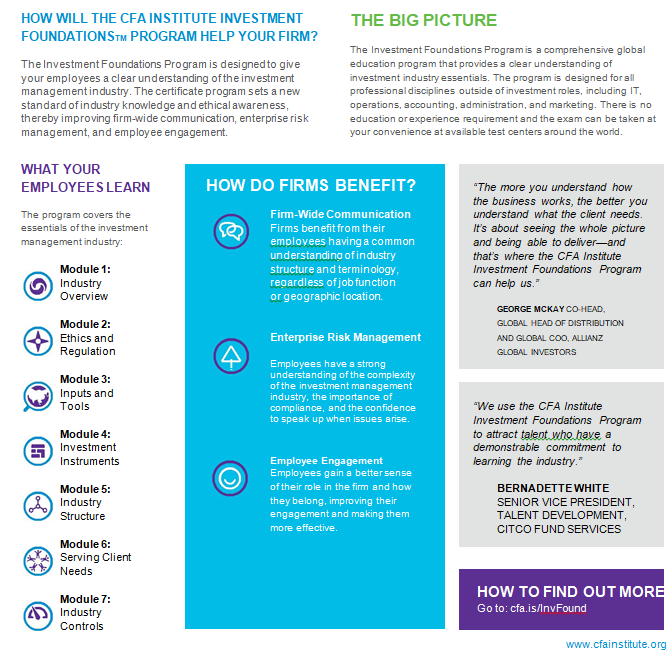 HOW WILL THE CFA INSTITUTE INVESTMENT
FOUNDATIONS™ PROGRAM HELP YOUR FIRM?
The Investment Foundations Program is designed to give
your employees a clear understanding of the investment
management industry. The certificate program sets a new
standard of industry knowledge and ethical awareness,
thereby improving firm-wide communication, enterprise risk
management, and employee engagement.
THE BIG PICTURE
The Investment Foundations Program is a comprehensive global
education program that provides a clear understanding of
investment industry essentials. The program is designed for all
professional disciplines outside of investment roles, including IT,
operations, accounting, administration, and marketing. There is no
education or experience requirement and the exam can be taken at
your convenience at available test centers around the world.
WHAT YOUR
EMPLOYEES LEARN
The program covers the
essentials of the investment
management industry:
Module 1:
Industry
Overview
Module 2:
Ethics and
Regulation
Module 3:
Inputs and
Tools
Module 4:
Investment
Instruments
Module 5:
Industry
Structure
Module 6:
Serving Client
Needs
Module 7:
Industry
Controls
HOW DO FIRMS BENEFIT?
Firm-Wide Communication
Firms benefit from their
employees having a common
understanding of industry
structure and terminology,
regardless of job function
or geographic location.
Enterprise Risk Management
Employees have a strong
understanding of the complexity
of the investment management
industry, the importance of
compliance, and the confidence
to speak up when issues arise.
Employee Engagement
Employees gain a better sense
of their role in the firm and how
they belong, improving their
engagement and making them
more effective.
“The more you understand how
the business works, the better you
understand what the client needs.
It’s about seeing the whole picture
and being able to deliver—and
that’s where the CFA Institute
Investment Foundations Program
can help us.”
GEORGE MCKAY CO-HEAD,
GLOBAL HEAD OF DISTRIBUTION
AND GLOBAL COO, ALLIANZ
GLOBAL INVESTORS
“We use the CFA Institute
Investment Foundations Program
to attract talent who have a
demonstrable commitment to
learning the industry.”
BERNADETTE WHITE
SENIOR VICE PRESIDENT,
TALENT DEVELOPMENT,
CITCO FUND SERVICES
HOW TO FIND OUT MORE
Go to: cfa.is/InvFound
www.cfainstitute.org